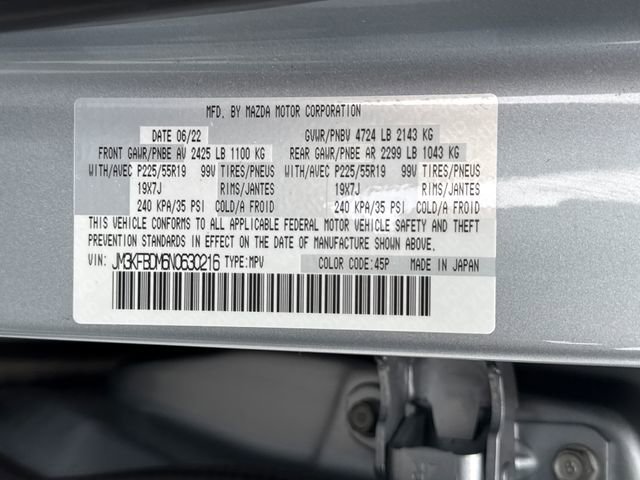 MFD. BY MAZDA MOTOR CORPORATION
DATE 06/22 GVWR/PNBV 4724 LB 2143 KG
FRONT GAWR/PNBE AV 2425 LB 1100 KG REAR GAWR/PNBE AR 2299 LB 1043 KG
WITH/AVEC P225/55R19 99V TIRES/PNEUS WITH/AVEC P225/55R19 99V TIRES/PNEUS
19X7J RIMS/JANTES 19X7J RIMS/JANTES
240 KPA/35 PSI COLD/A FROID 240 KPA/35 PSI COLD/A FROID
THIS VEHICLE CONFORMS TO ALL APPLICABLE FEDERAL MOTOR VEHICLE SAFETY AND THEFT
PREVENTION STANDARDS IN EFFECT ON THE DATE OF MANUFACTURE SHOWN ABOVE.
VIN: JM3KFBDM6N0630216 TYPE:MPV COLOR CODE:45P MADE IN JAPAN